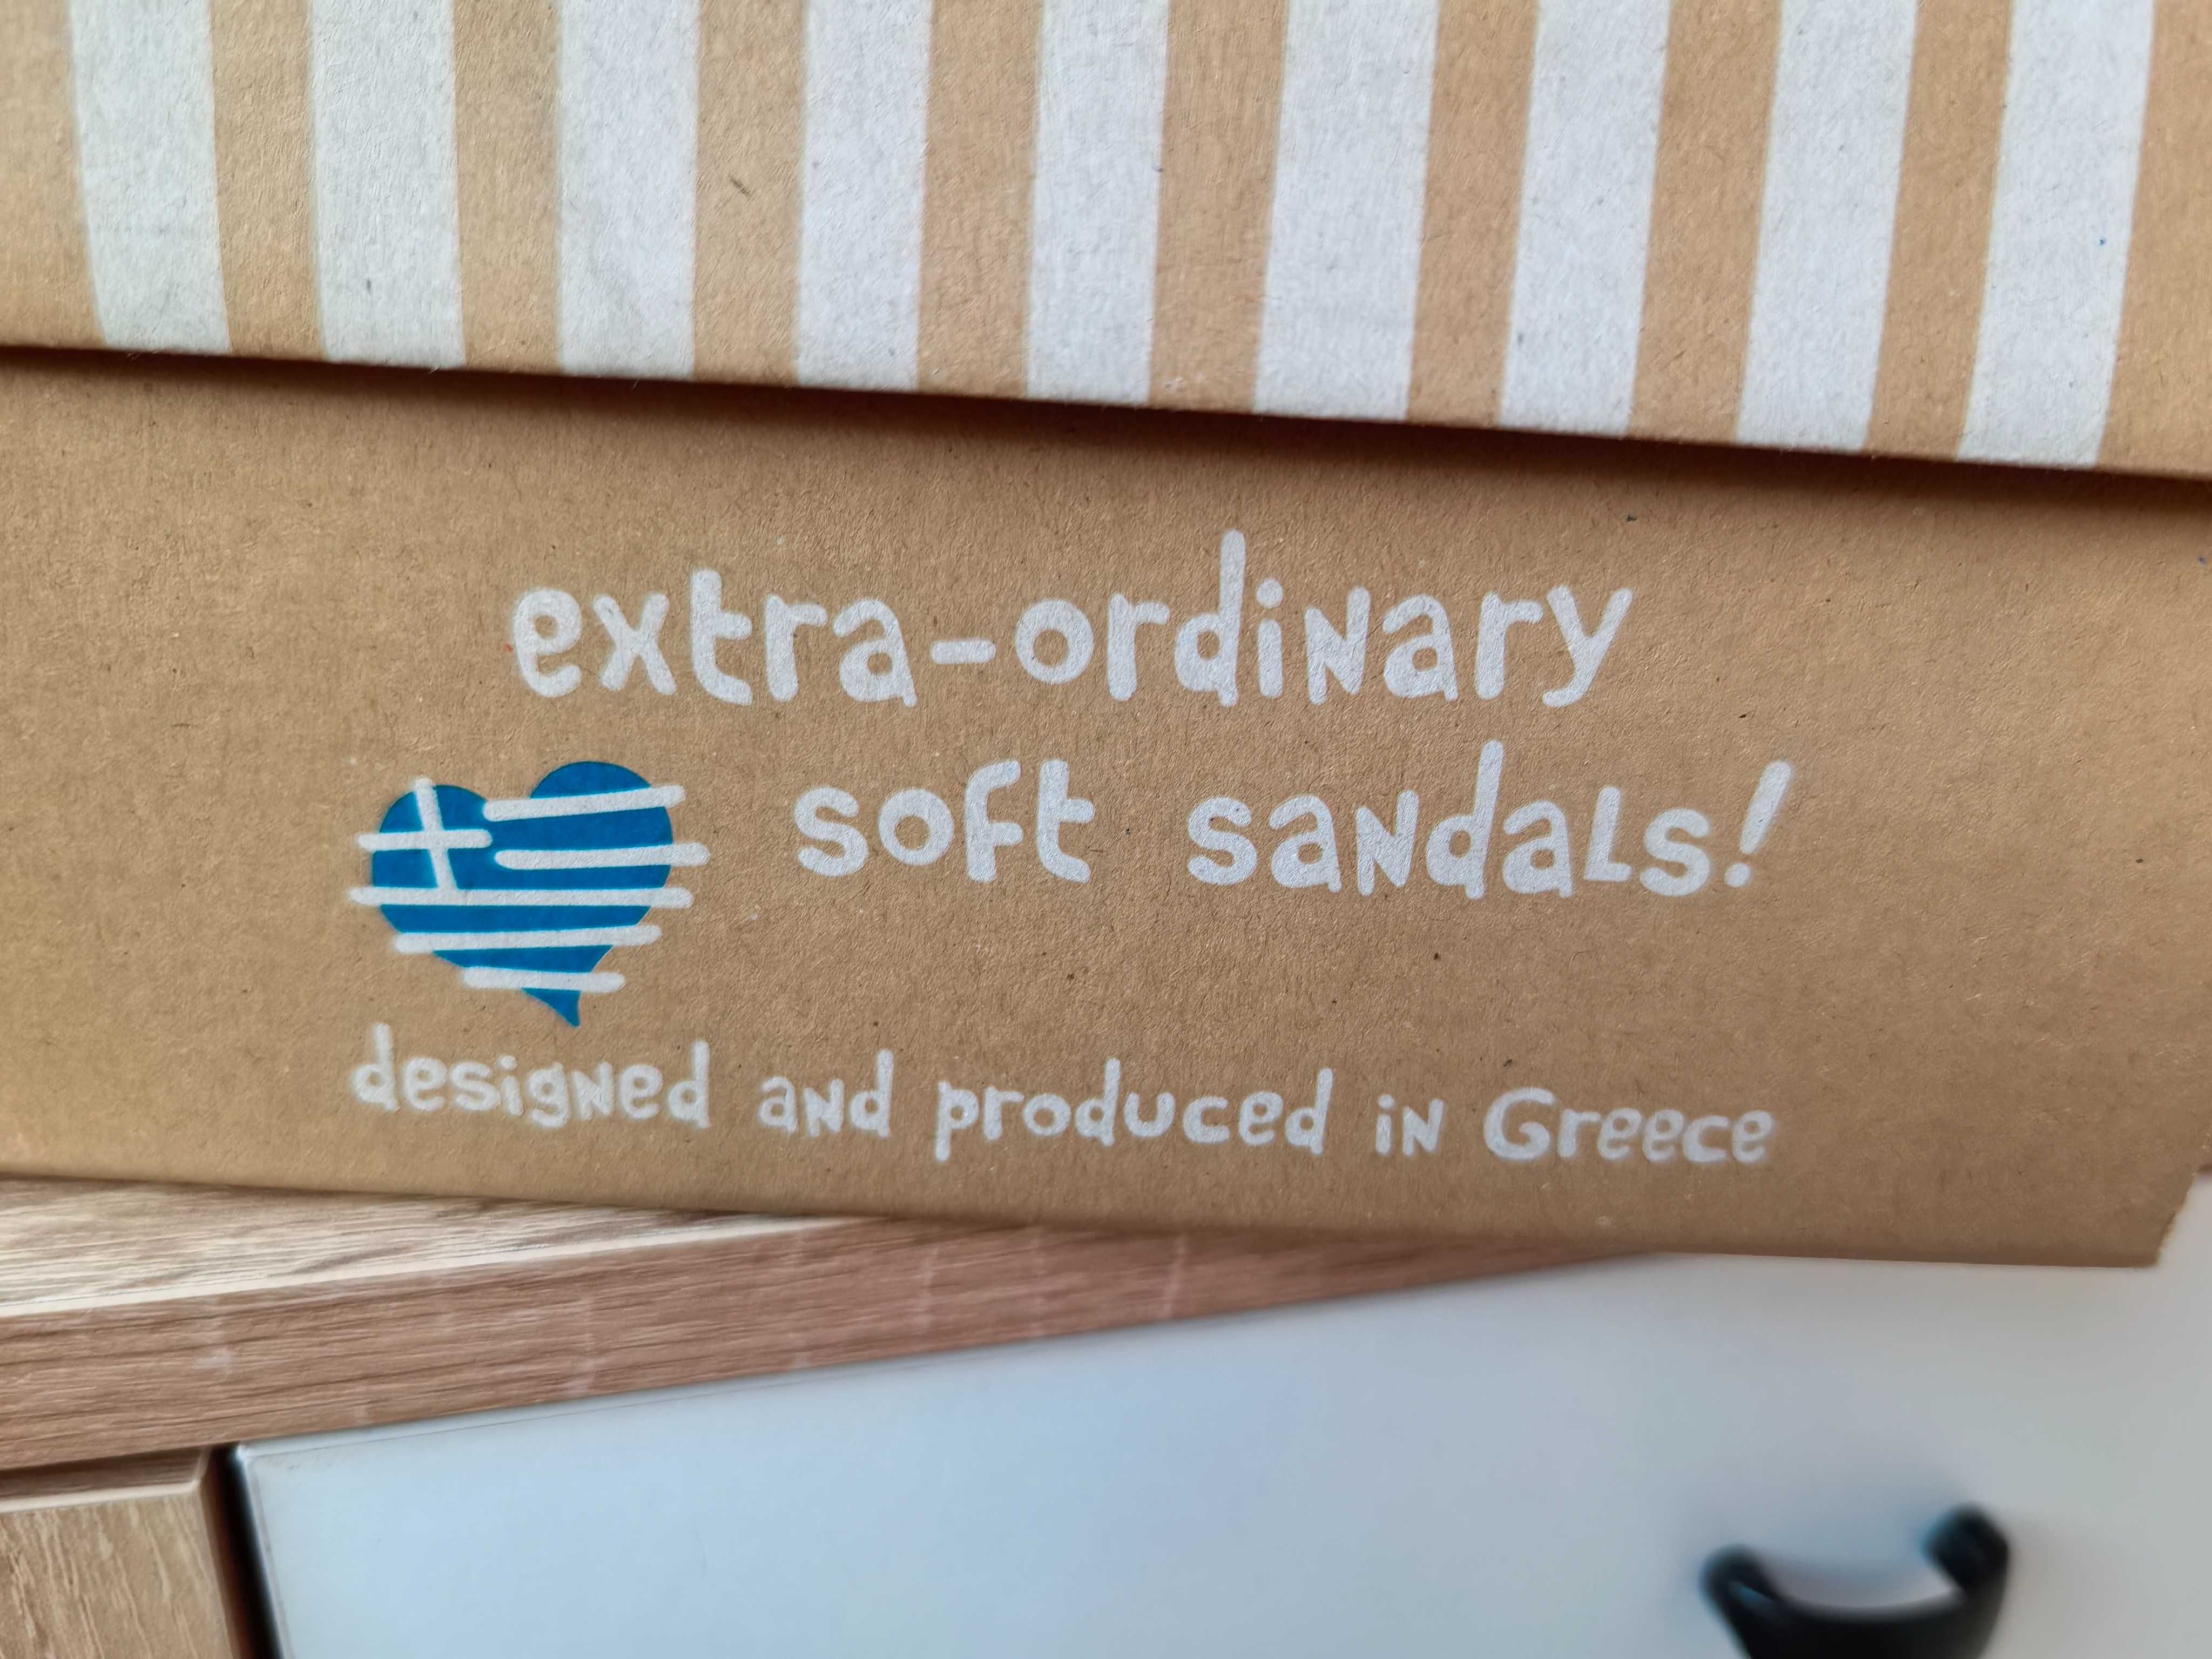 extra-ordinary
soft sandals!
designed and produced in Greece